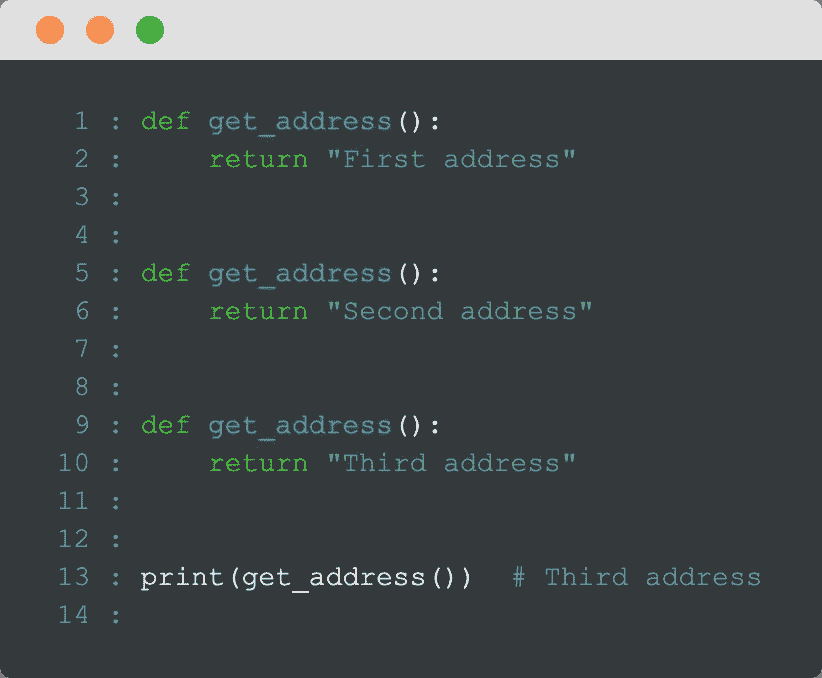 1 : def get_address():
2 :     return "First address"
3 :
4 :
5 : def get_address():
6 :     return "Second address"
7 :
8 :
9 : def get_address():
10 :     return "Third address"
11 :
12 :
13 : print(get_address())  # Third address
14 :